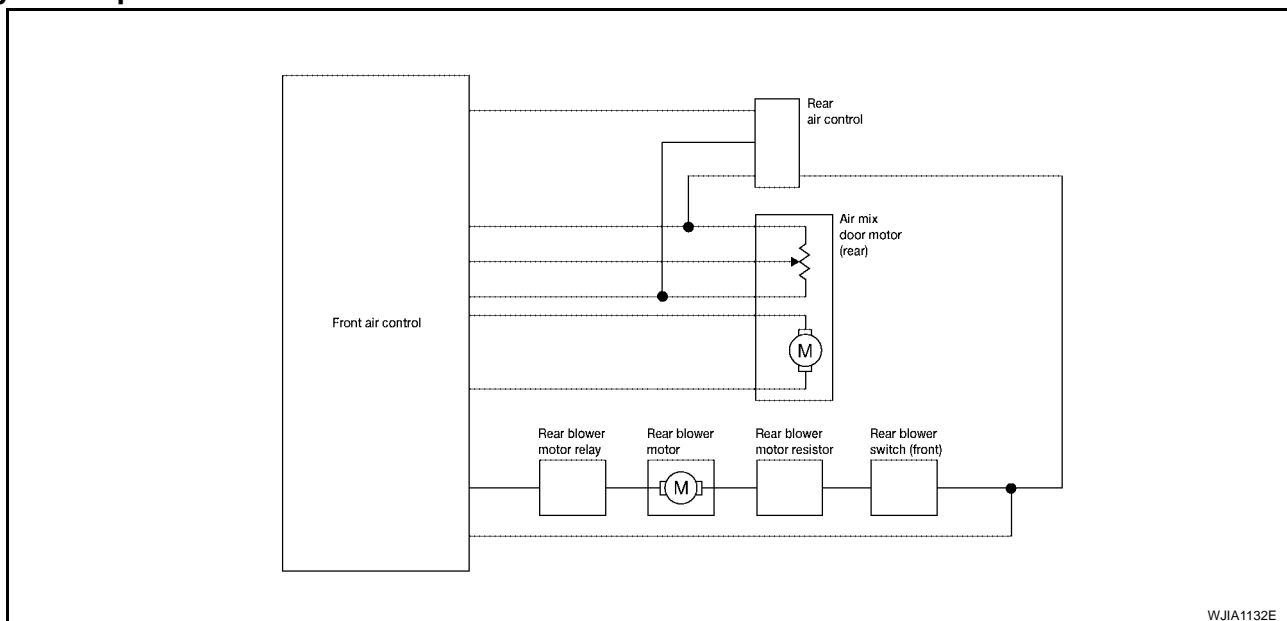 Rear
air control
Air mix
door motor
(rear)
Front air control
M
Rear blower
motor relay
Rear blower
motor
Rear blower
motor resistor
Rear blower
switch (front)
M
WJIA1132E